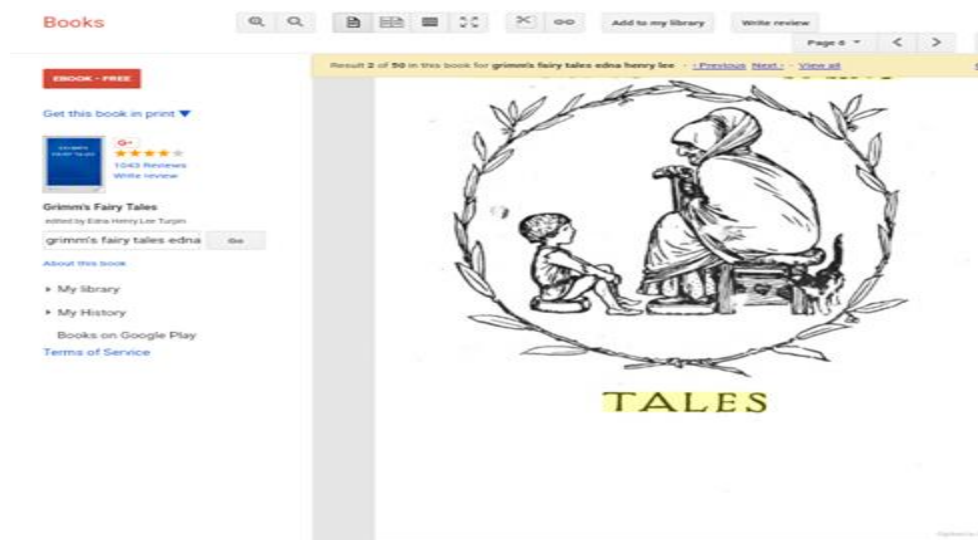 Books
Add to my library
Write review
Page 6
EBOOK - FREE
Result 2 of 50 in this book for grimm's fairy tales edna henry lee - ‹ Previous Next › - View all
Get this book in print ▼
G+
1043 Reviews
Write review
Grimm's Fairy Tales
edited by Edna Henry Lee Turpin
grimm's fairy tales edna
Go
About this book
My library
My History
Books on Google Play
Terms of Service
TALES